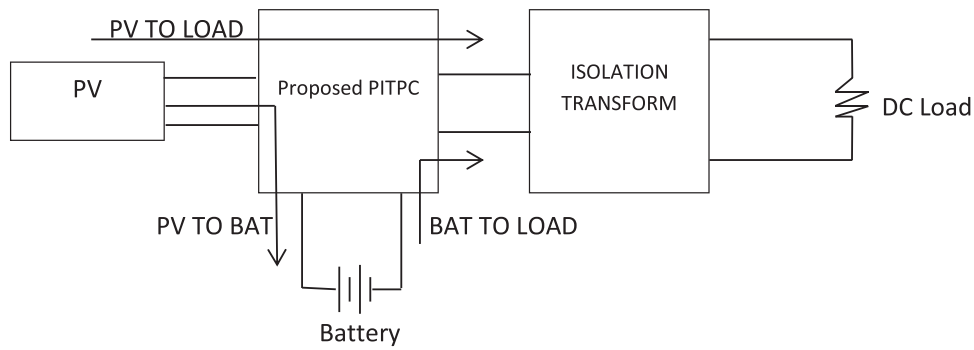 PV TO LOAD
PV
Proposed PITPC
ISOLATION
TRANSFORM
DC Load
PV TO BAT
BAT TO LOAD
Battery